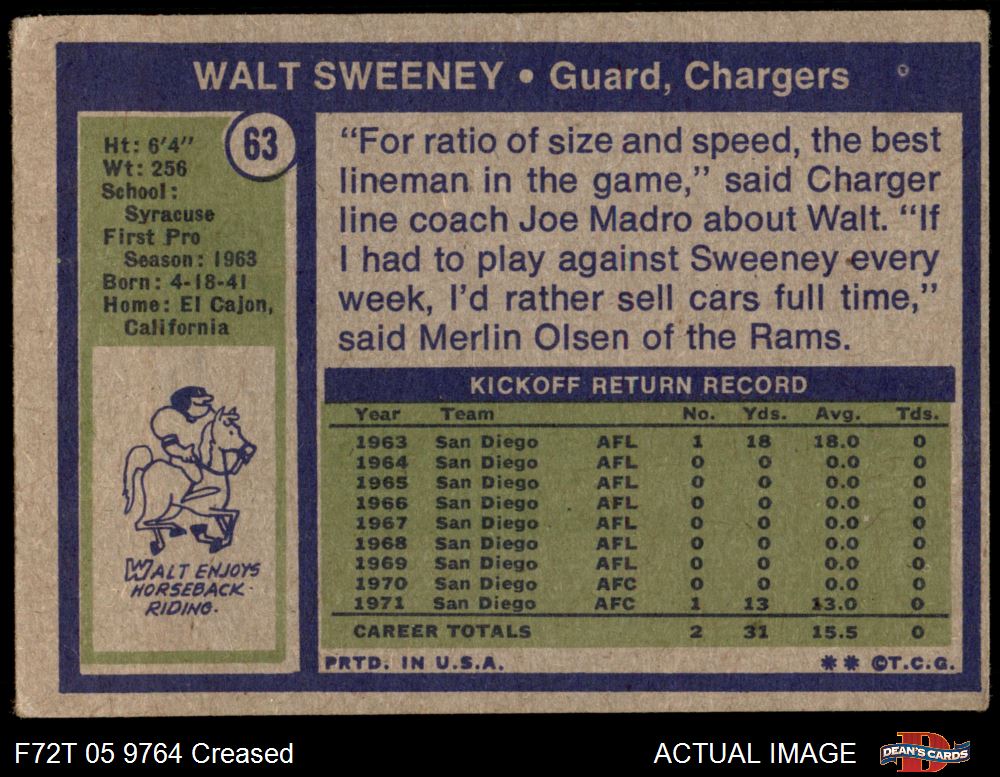 WALT SWEENEY • Guard, Chargers
63
Ht: 6'4"
Wt: 256
School:
Syracuse
First Pro
Season: 1963
Born: 4-18-41
Home: El Cajon,
California
WALT ENJOYS
HORSEBACK
RIDING.
“For ratio of size and speed, the best
lineman in the game,” said Charger
line coach Joe Madro about Walt. “If
I had to play against Sweeney every
week, I’d rather sell cars full time,”
said Merlin Olsen of the Rams.
KICKOFF RETURN RECORD
Year Team No. Yds. Avg. Tds.
1963 San Diego AFL 1 18 18.0 0
1964 San Diego AFL 0 0 0.0 0
1965 San Diego AFL 0 0 0.0 0
1966 San Diego AFL 0 0 0.0 0
1967 San Diego AFL 0 0 0.0 0
1968 San Diego AFL 0 0 0.0 0
1969 San Diego AFL 0 0 0.0 0
1970 San Diego AFC 0 0 0.0 0
1971 San Diego AFC 1 13 13.0 0
CAREER TOTALS 2 31 15.5 0
PRTD. IN U.S.A. ** ©T.C.G.
F72T 05 9764 Creased
ACTUAL IMAGE
DEAN'S CARDS